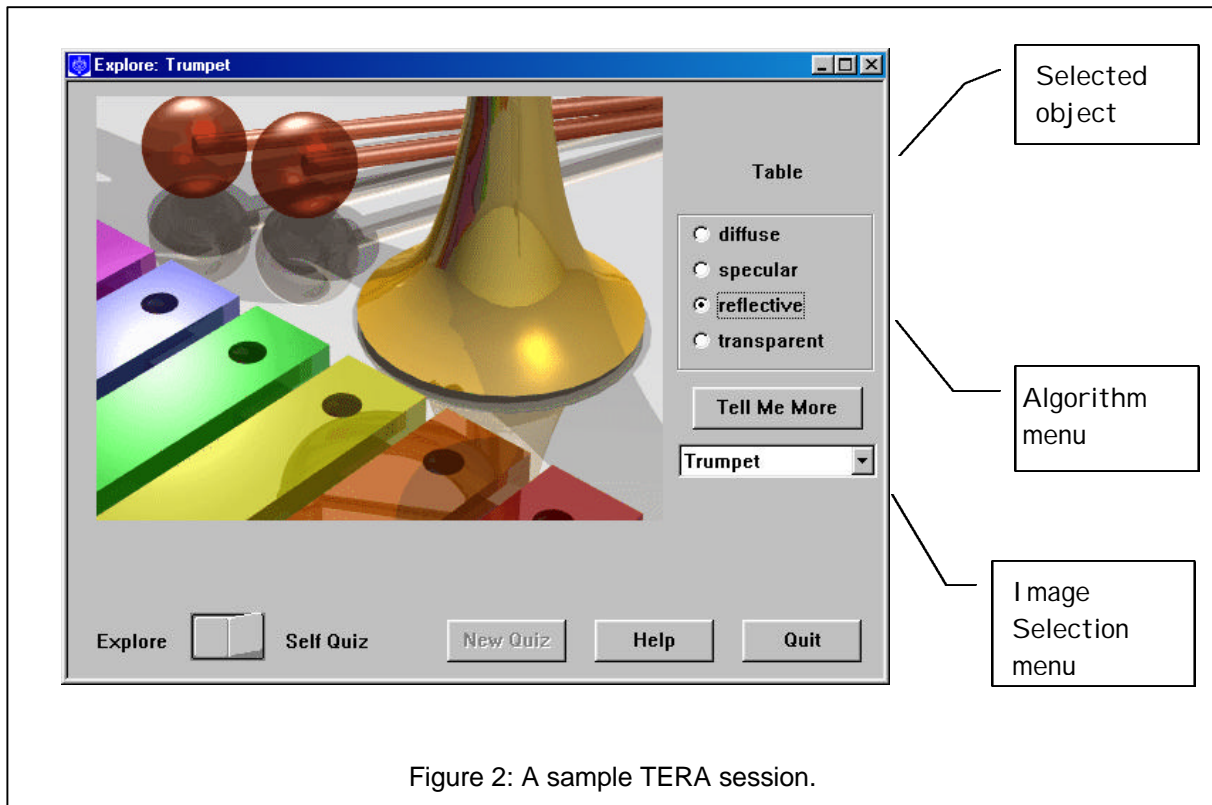 Explore: Trumpet
Selected
object
Table
diffuse
specular
reflective
transparent
Tell Me More
Trumpet
Algorithm
menu
Image
Selection
menu
Explore
Self Quiz
New Quiz
Help
Quit
Figure 2: A sample TERA session.